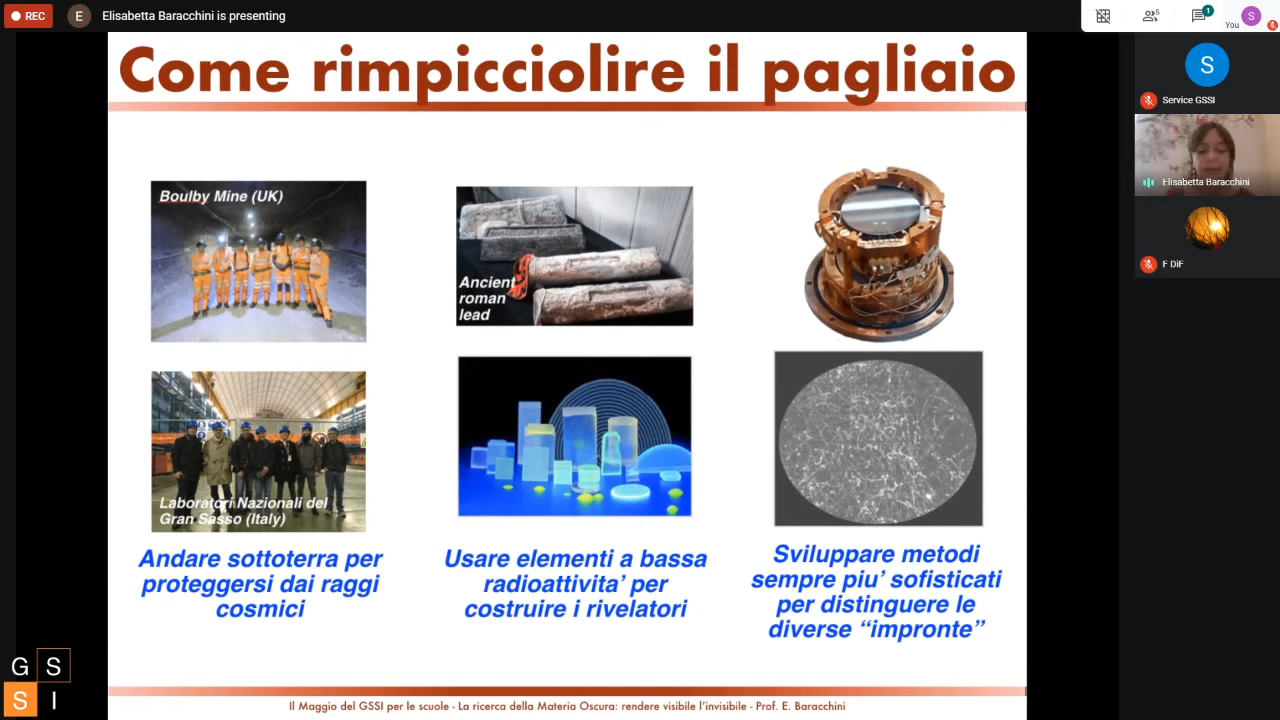 REC
E
Elisabetta Baracchini is presenting
6
1
You
S
Come rimpicciolire il pagliaio
Boulby Mine (UK)
Ancient
roman
lead
Laboratori Nazionali del
Gran Sasso (Italy)
Andare sottoterra per
proteggersi dai raggi
cosmici
Usare elementi a bassa
radioattivita’ per
costruire i rivelatori
Sviluppare metodi
sempre piu’ sofisticati
per distinguere le
diverse “impronte”
S
Service GSSI
Elisabetta Baracchini
F DiF
G S
S I
Il Maggio del GSSI per le scuole - La ricerca della Materia Oscura: rendere visibile l’invisibile - Prof. E. Baracchini